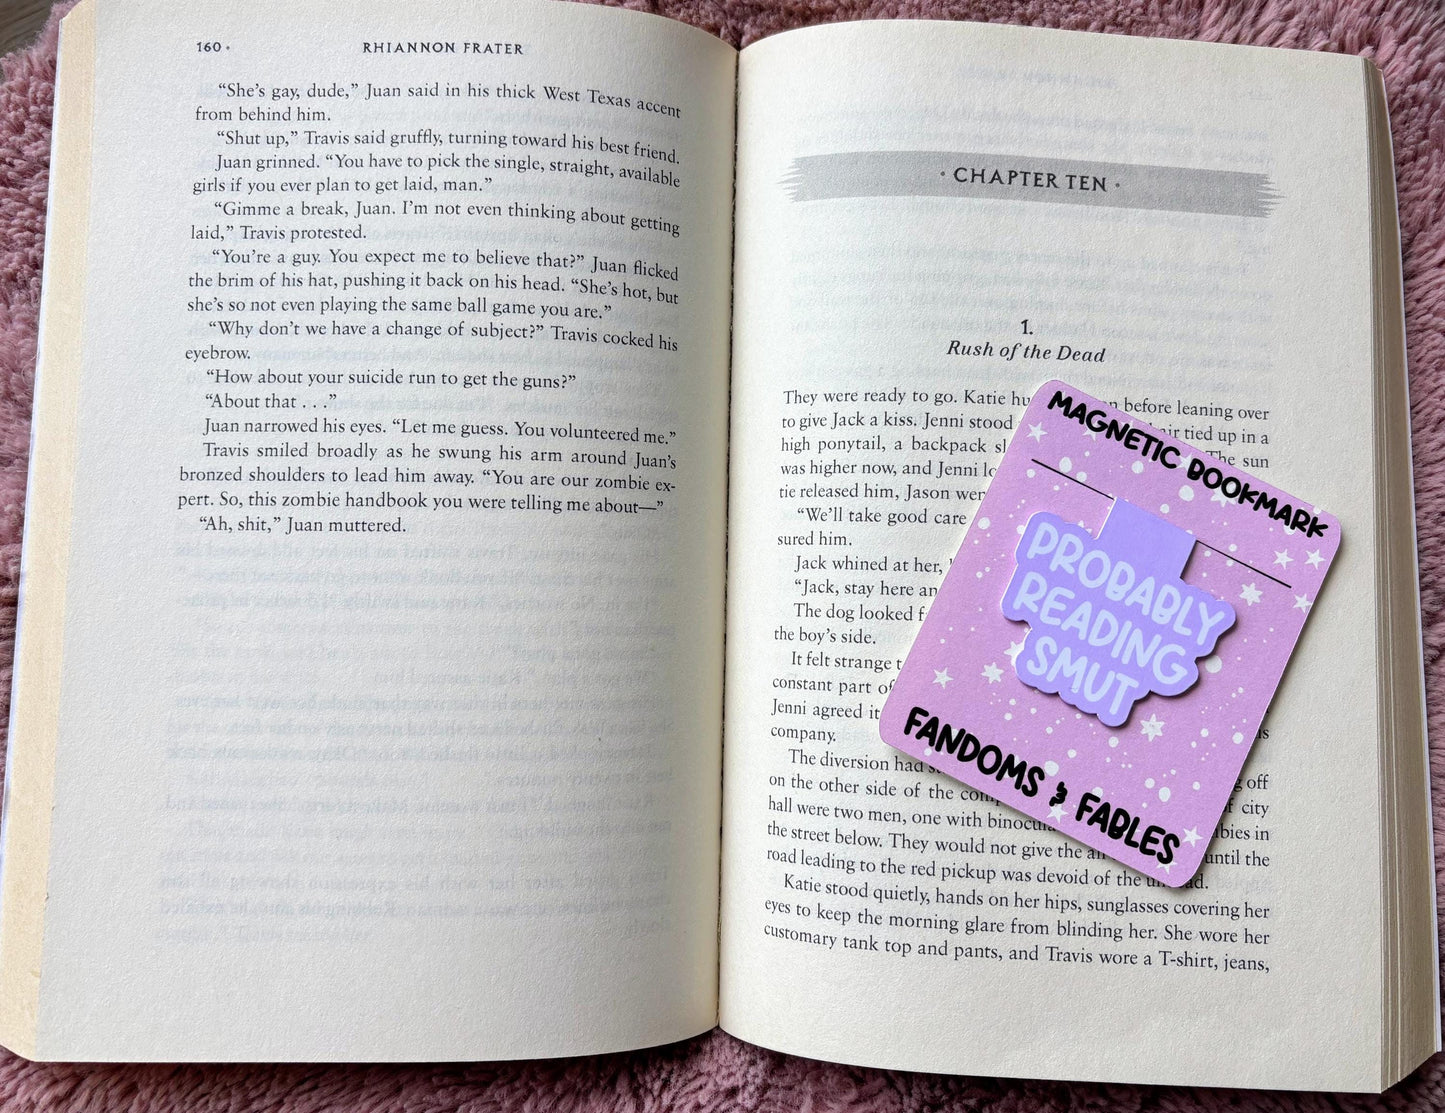 160 •
RHIANNON FRATER
“She’s gay, dude,” Juan said in his thick West Texas accent
from behind him.
“Shut up,” Travis said gruffly, turning toward his best friend.
Juan grinned. “You have to pick the single, straight, available
girls if you ever plan to get laid, man.”
“Gimme a break, Juan. I’m not even thinking about getting
laid,” Travis protested.
“You’re a guy. You expect me to believe that?” Juan flicked
the brim of his hat, pushing it back on his head. “She’s hot, but
she’s so not even playing the same ball game you are.”
“Why don’t we have a change of subject?” Travis cocked his
eyebrow.
“How about your suicide run to get the guns?”
“About that . . .”
Juan narrowed his eyes. “Let me guess. You volunteered me.”
Travis smiled broadly as he swung his arm around Juan’s
bronzed shoulders to lead him away. “You are our zombie ex-
pert. So, this zombie handbook you were telling me about—”
“Ah, shit,” Juan muttered.
• CHAPTER TEN •
1.
Rush of the Dead
They were ready to go. Katie before leaning over
to give Jack a kiss. Jenni stood tied up in a
high ponytail, a backpack The sun
was higher now, and Jenni
tie released him, Jason
“We’ll take good care
sured him.
Jack whined at her,
“Jack, stay here
The dog looked
the boy’s side.
It felt strange
constant part
Jenni agreed
company.
The diversion had off
on the other side of the city
hall were two men, one with in
the street below. They would not give the until the
road leading to the red pickup was devoid of the
Katie stood quietly, hands on her hips, sunglasses covering her
eyes to keep the morning glare from blinding her. She wore her
customary tank top and pants, and Travis wore a T-shirt, jeans,
MAGNETIC BOOKMARK
PROBABLY
READING
SMUT
FANDOMS & FABLES